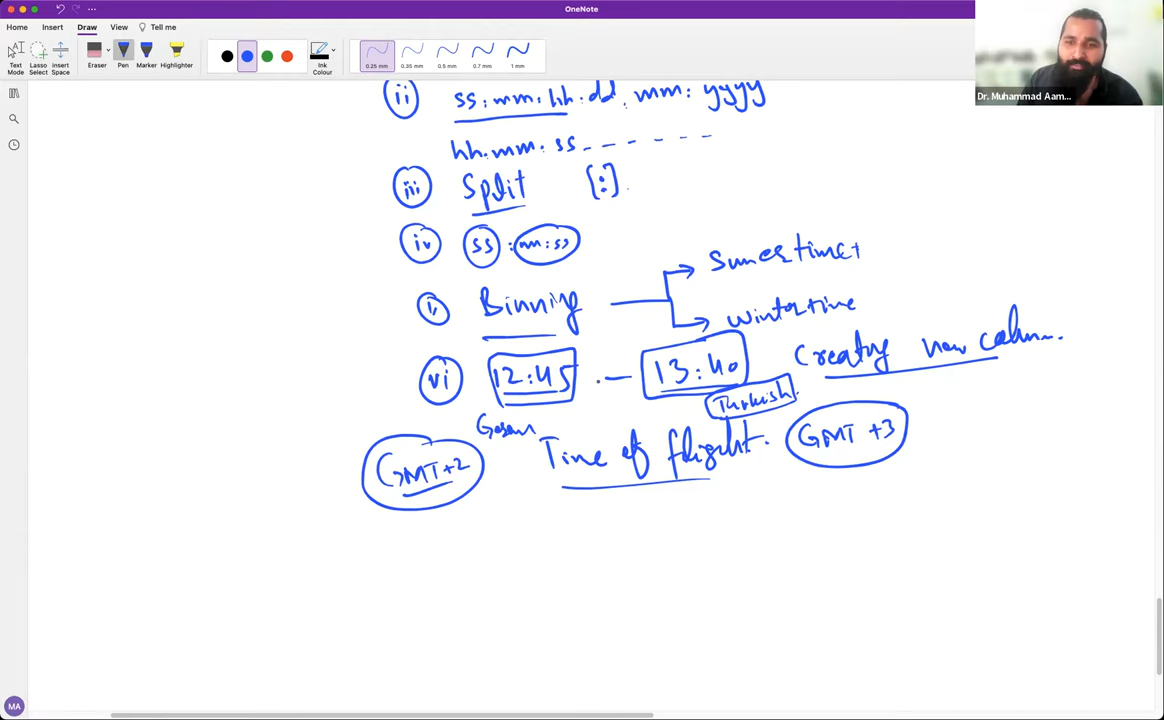 OneNote
Home Insert Draw View Tell me
Text Mode Lasso Select Insert Space Eraser Pen Marker Highlighter Ink Colour 0.25 mm 0.35 mm 0.5 mm 0.7 mm 1 mm
Dr. Muhammad Aam...
ii ss:mm:hh:dd.mm:yyyy
hh:mm:ss
iii Split [:]
iv ss:mm:ss
Sumertime+
i, Binning
Wintertime
Creating new colum..
vi 12:45 - 13:40
Turkish
Time of flight. GMT +3
GMT+2
MA